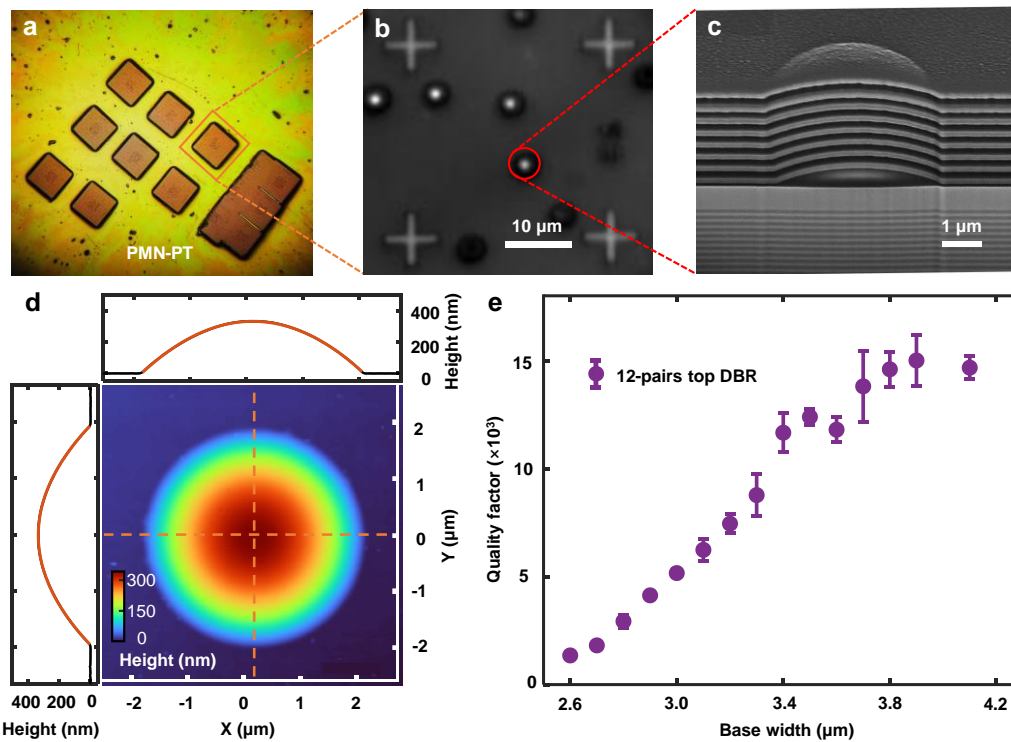 a
PMN-PT
b
10 μm
c
1 μm
d
400
200
0
Height (nm)
2
1
0
-1
-2
Y (μm)
300
150
0
Height (nm)
400 200 0
Height (nm)
-2 -1 0 1 2
X (μm)
e
15
10
5
0
Quality factor (×10³)
12-pairs top DBR
2.6 3.0 3.4 3.8 4.2
Base width (μm)